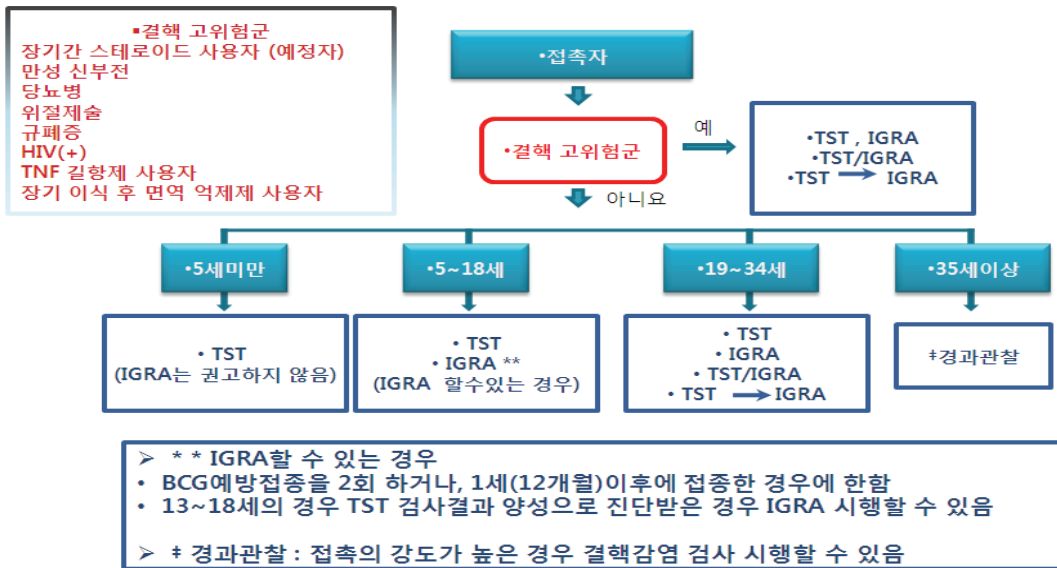 ▪결핵 고위험군
장기간 스테로이드 사용자 (예정자)
만성 신부전
당뇨병
위절제술
규폐증
HIV(+)
TNF 길항제 사용자
장기 이식 후 면역 억제제 사용자
•접촉자
•결핵 고위험군
예
•TST , IGRA
•TST/IGRA
•TST → IGRA
아니요
•5세미만
•5~18세
•19~34세
•35세이상
• TST
(IGRA는 권고하지 않음)
• TST
• IGRA **
(IGRA 할수있는 경우)
• TST
• IGRA
• TST/IGRA
• TST → IGRA
‡경과관찰
➢ * * IGRA할 수 있는 경우
• BCG예방접종을 2회 하거나, 1세(12개월)이후에 접종한 경우에 한함
• 13~18세의 경우 TST 검사결과 양성으로 진단받은 경우 IGRA 시행할 수 있음
➢ ‡ 경과관찰 : 접촉의 강도가 높은 경우 결핵감염 검사 시행할 수 있음